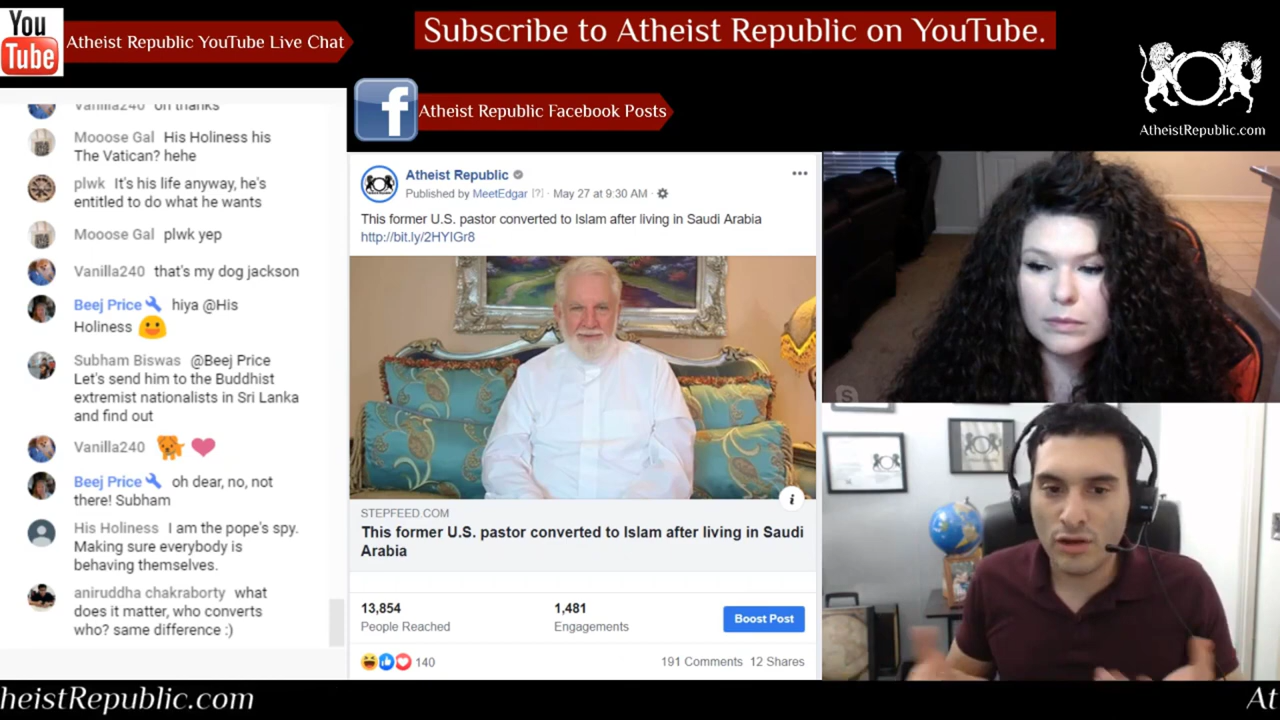 You
Tube
Atheist Republic YouTube Live Chat
Subscribe to Atheist Republic on YouTube.
AtheistRepublic.com
f
Atheist Republic Facebook Posts
Vanilla240 oh thanks
Mooose Gal His Holiness his
The Vatican? hehe
plwk It's his life anyway, he's
entitled to do what he wants
Mooose Gal plwk yep
Vanilla240 that's my dog jackson
Beej Price hiya @His
Holiness
Subham Biswas @Beej Price
Let's send him to the Buddhist
extremist nationalists in Sri Lanka
and find out
Vanilla240
Beej Price oh dear, no, not
there! Subham
His Holiness I am the pope's spy.
Making sure everybody is
behaving themselves.
aniruddha chakraborty what
does it matter, who converts
who? same difference :)
Atheist Republic
Published by MeetEdgar [?] · May 27 at 9:30 AM ·
This former U.S. pastor converted to Islam after living in Saudi Arabia
http://bit.ly/2HYIGr8
i
STEPFEED.COM
This former U.S. pastor converted to Islam after living in Saudi
Arabia
13,854
People Reached
1,481
Engagements
Boost Post
140
191 Comments 12 Shares
S
heistRepublic.com
At